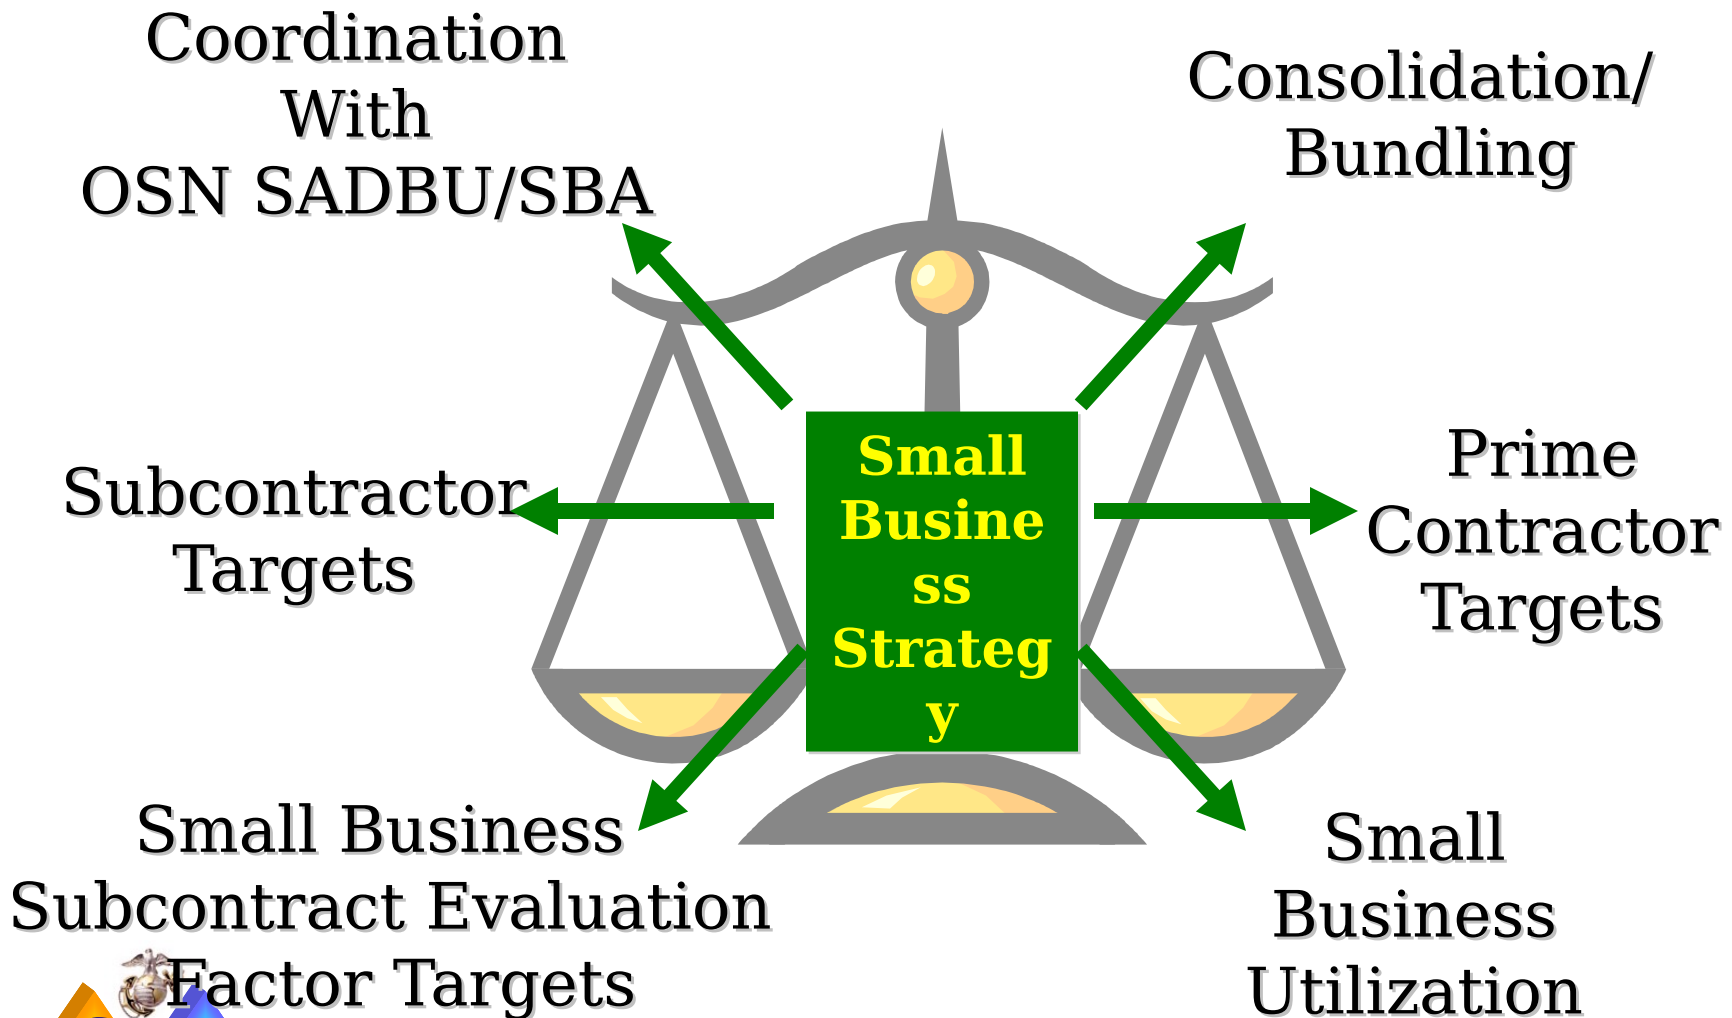 Coordination
With
OSN SADBU/SBA
Consolidation/
Bundling
Subcontractor
Targets
Small
Busine
ss
Strateg
y
Prime
Contractor
Targets
Small Business
Subcontract Evaluation
Factor Targets
Small
Business
Utilization